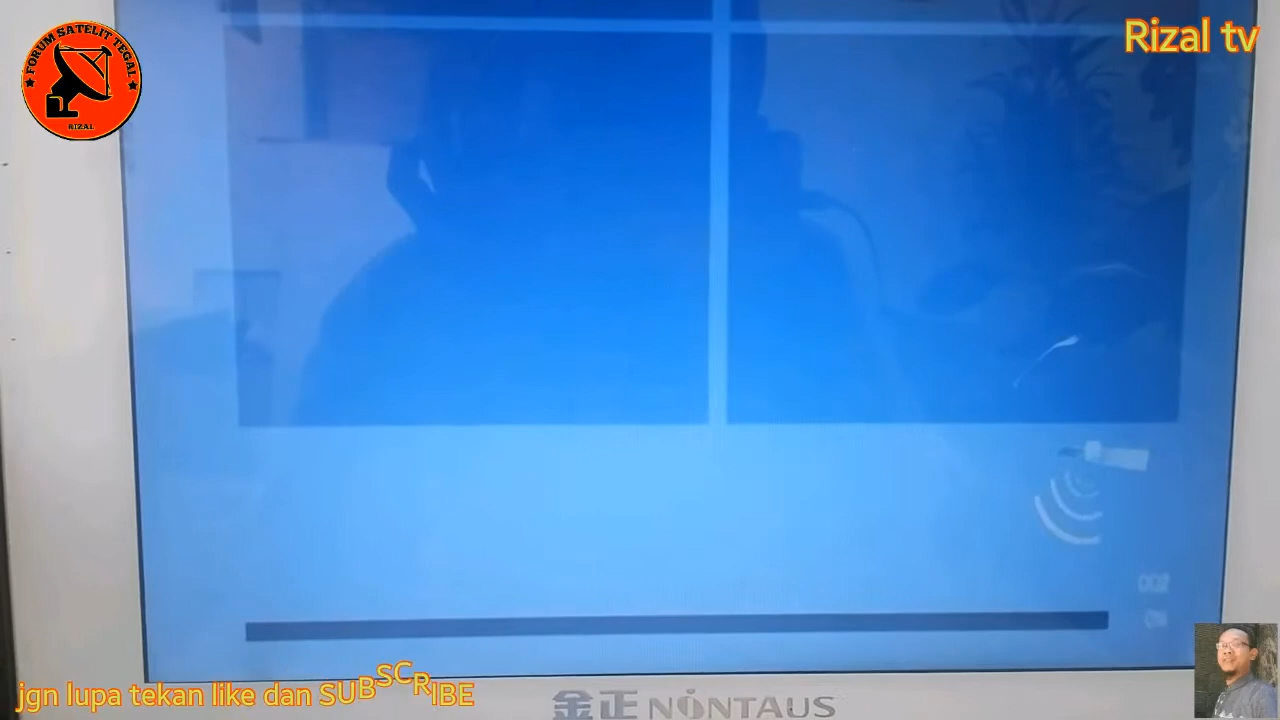 FORUM SATELIT TEGAL
RIZAL
Rizal tv
jgn lupa tekan like dan SUBSCRIBE
金正 NINTAUS